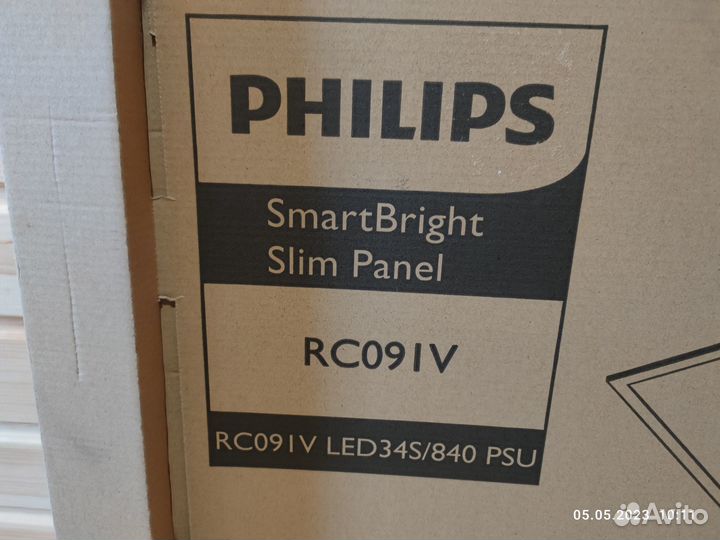 PHILIPS
SmartBright
Slim Panel
RC091V
RC091V LED34S/840 PSU
05.05.2023 10:11
Avito